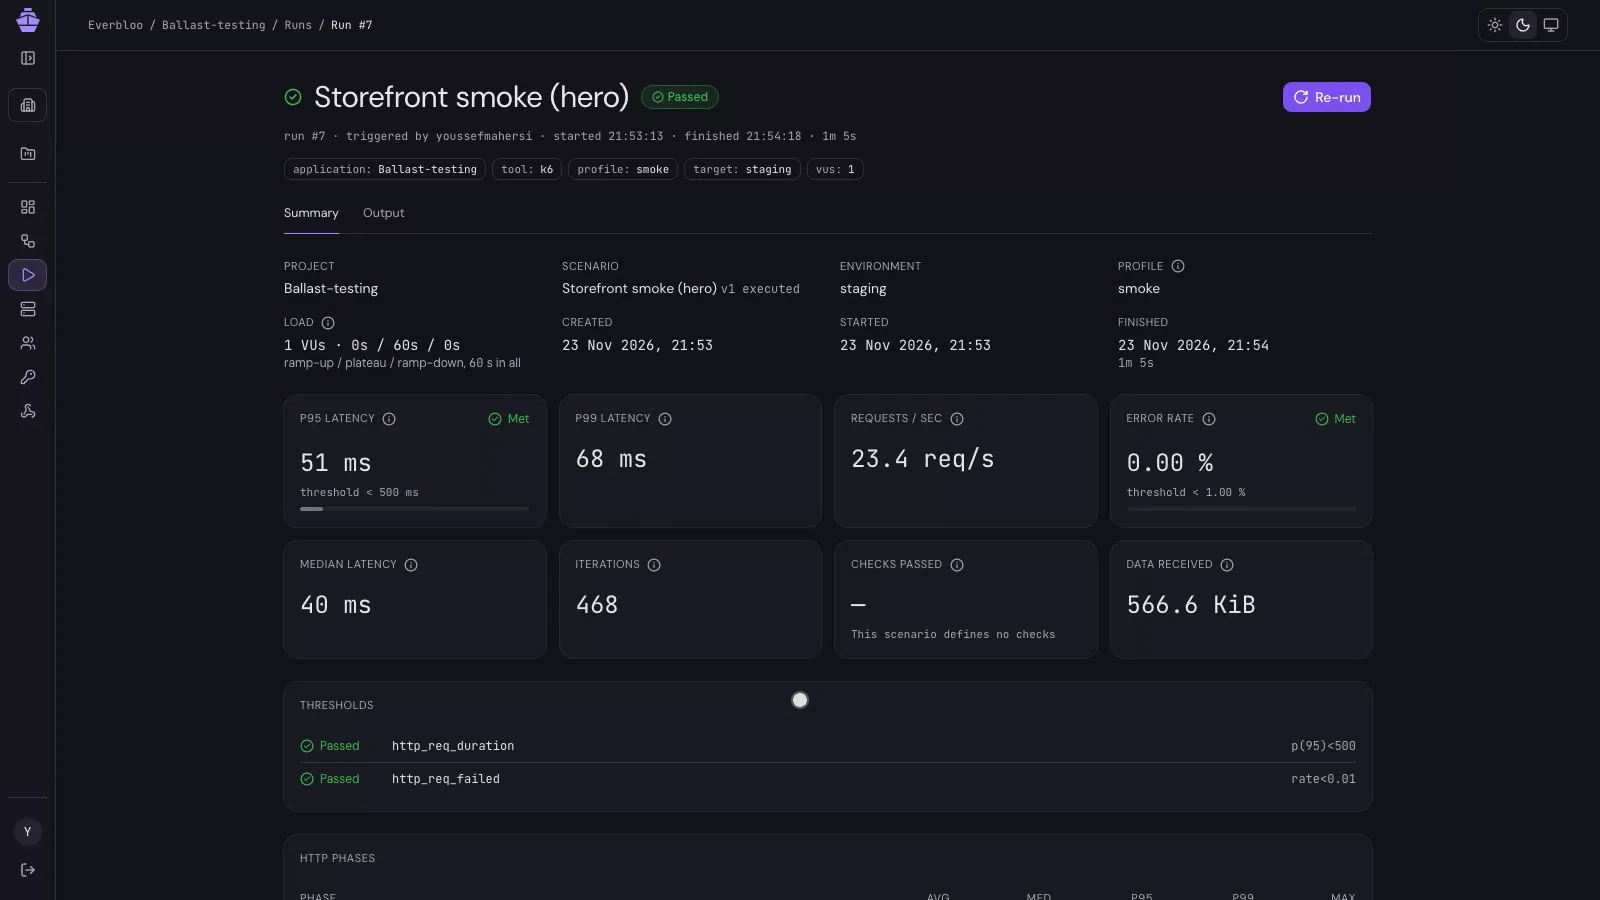 Everbloo / Ballast-testing / Runs / Run #7
Storefront smoke (hero) Passed
Re-run
run #7 · triggered by youssefmahersi · started 21:53:13 · finished 21:54:18 · 1m 5s
application: Ballast-testing tool: k6 profile: smoke target: staging vus: 1
Summary Output
PROJECT SCENARIO ENVIRONMENT PROFILE
Ballast-testing Storefront smoke (hero) v1 executed staging smoke
LOAD CREATED STARTED FINISHED
1 VUs · 0s / 60s / 0s 23 Nov 2026, 21:53 23 Nov 2026, 21:53 23 Nov 2026, 21:54
ramp-up / plateau / ramp-down, 60 s in all 1m 5s
P95 LATENCY Met P99 LATENCY REQUESTS / SEC ERROR RATE Met
51 ms 68 ms 23.4 req/s 0.00 %
threshold < 500 ms threshold < 1.00 %
MEDIAN LATENCY ITERATIONS CHECKS PASSED DATA RECEIVED
40 ms 468 — 566.6 KiB
This scenario defines no checks
THRESHOLDS
Passed http_req_duration p(95)<500
Passed http_req_failed rate<0.01
Y
HTTP PHASES
PHASE AVG MED P95 P99 MAX